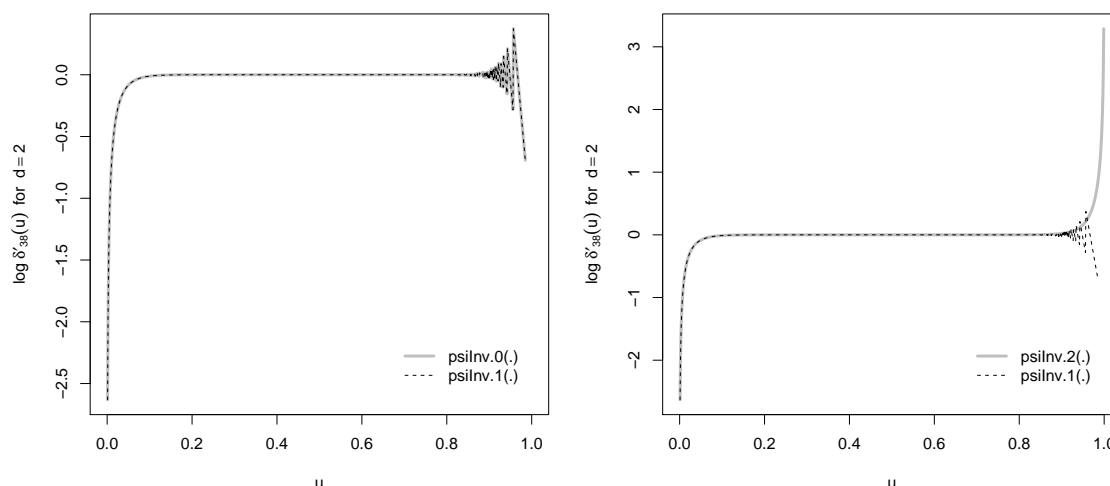 log δ′₃₈(u) for d = 2
0.0
−0.5
−1.0
−1.5
−2.0
−2.5
0.0 0.2 0.4 0.6 0.8 1.0
u
psiInv.0(.)
psiInv.1(.)
log δ′₃₈(u) for d = 2
3
2
1
0
−1
−2
0.0 0.2 0.4 0.6 0.8 1.0
u
psiInv.2(.)
psiInv.1(.)